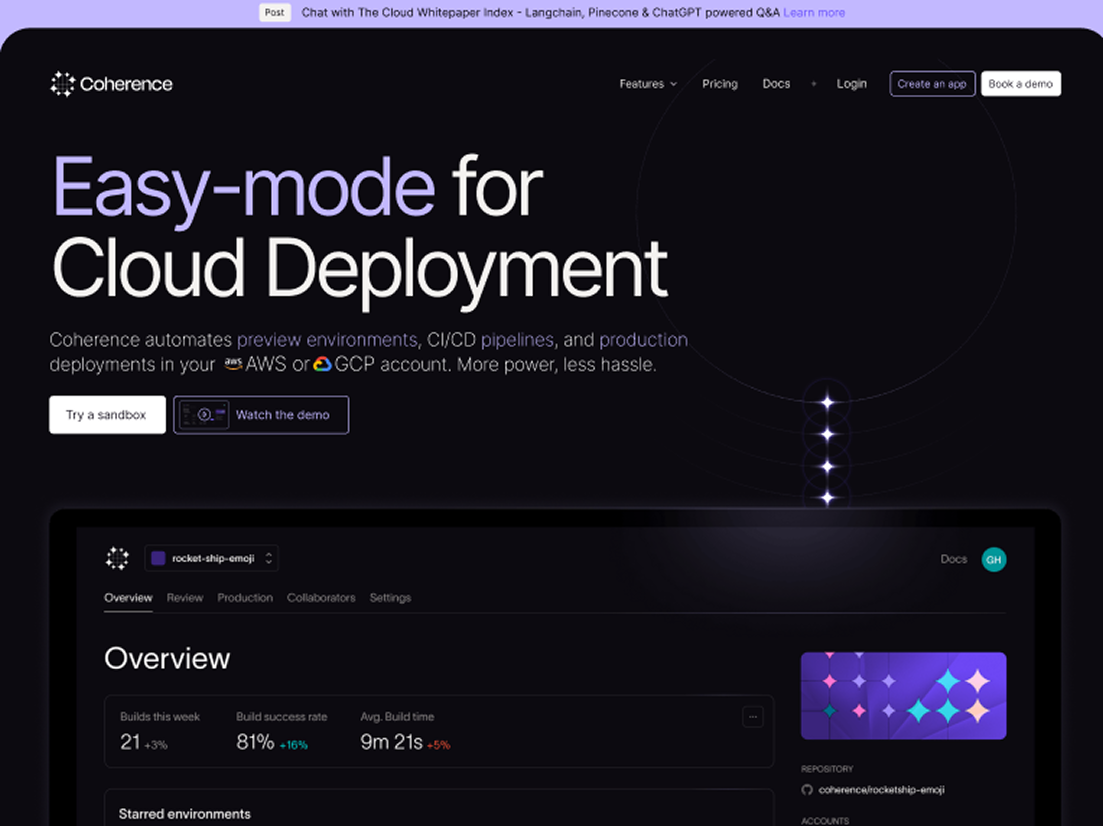 Post Chat with The Cloud Whitepaper Index - Langchain, Pinecone & ChatGPT powered Q&A Learn more
Coherence Features Pricing Docs + Login Create an app Book a demo
Easy-mode for
Cloud Deployment
Coherence automates preview environments, CI/CD pipelines, and production
deployments in your aws AWS or GCP account. More power, less hassle.
Try a sandbox Watch the demo
rocket-ship-emoji Docs GH
Overview Review Production Collaborators Settings
Overview
Builds this week Build success rate Avg. Build time
21 +3% 81% +16% 9m 21s +5%
REPOSITORY
coherence/rocketship-emoji
Starred environments
ACCOUNTS